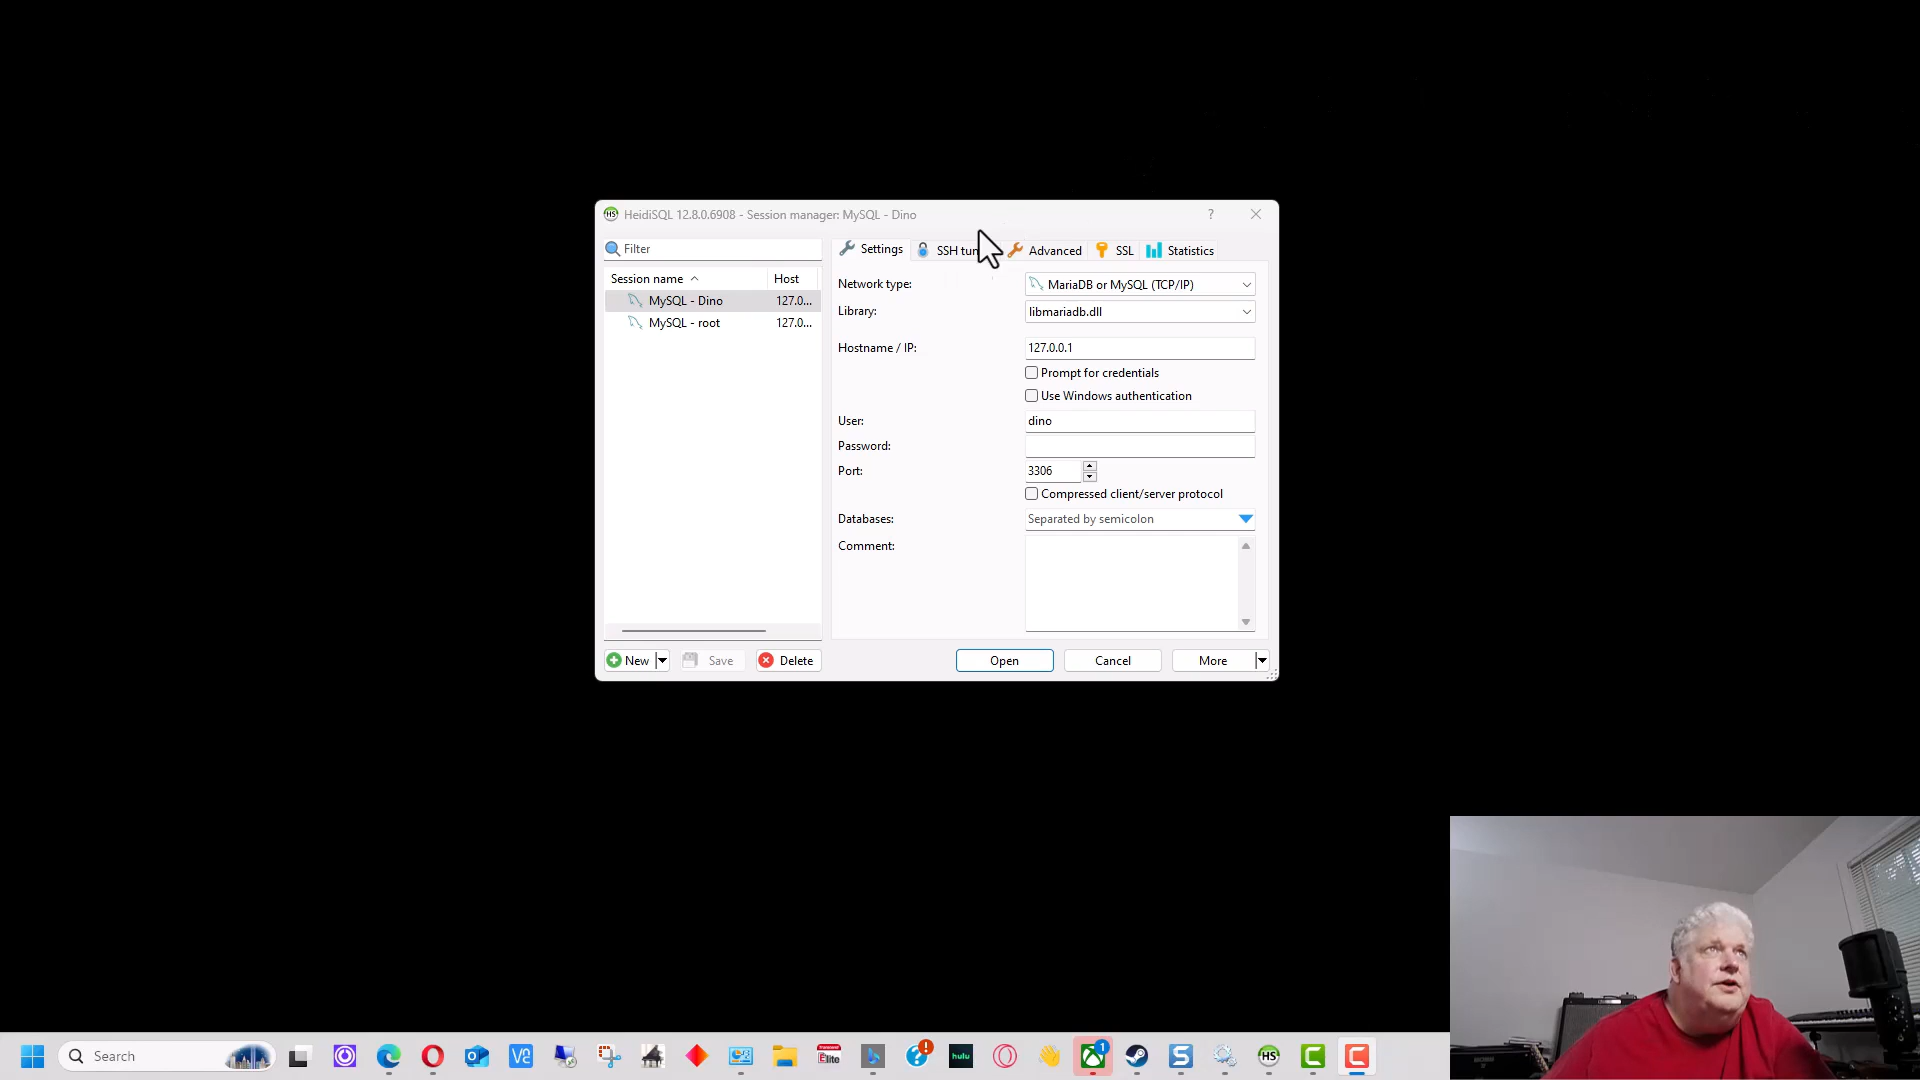 HeidiSQL 12.8.0.6908 - Session manager: MySQL - Dino
?
Filter
Settings
SSH tun
Advanced
SSL
Statistics
Session name
Host
MySQL - Dino
127.0...
MySQL - root
127.0...
Network type:
MariaDB or MySQL (TCP/IP)
Library:
libmariadb.dll
Hostname / IP:
127.0.0.1
Prompt for credentials
Use Windows authentication
User:
dino
Password:
Port:
3306
Compressed client/server protocol
Databases:
Separated by semicolon
Comment:
New
Save
Delete
Open
Cancel
More
Search
hulu
1
HS